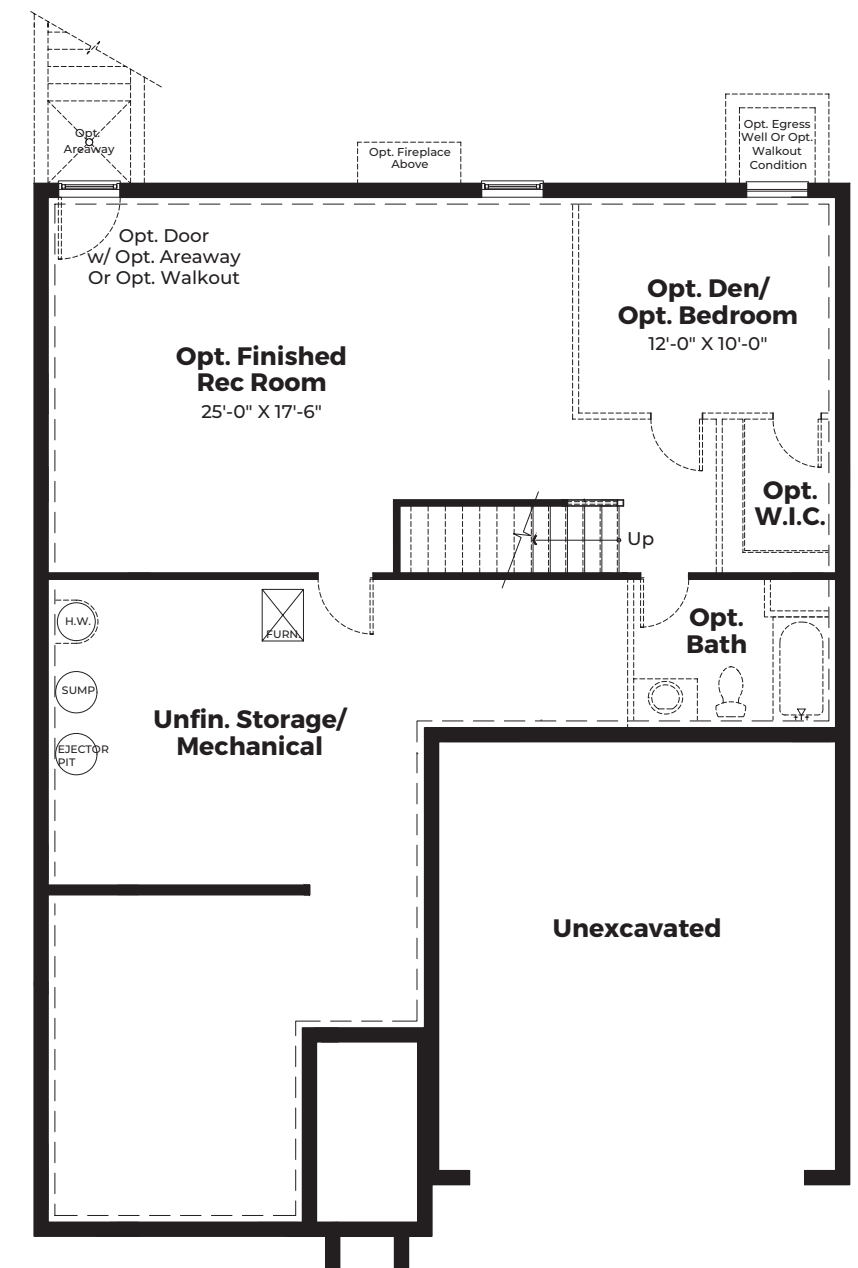 Opt.
Areaway
Opt. Fireplace
Above
Opt. Egress
Well Or Opt.
Walkout
Condition
Opt. Door
w/ Opt. Areaway
Or Opt. Walkout
Opt. Den/
Opt. Bedroom
12'-0" X 10'-0"
Opt. Finished
Rec Room
25'-0" X 17'-6"
Opt.
W.I.C.
Up
H.W.
FURN.
Opt.
Bath
SUMP
Unfin. Storage/
Mechanical
EJECTOR
PIT
Unexcavated